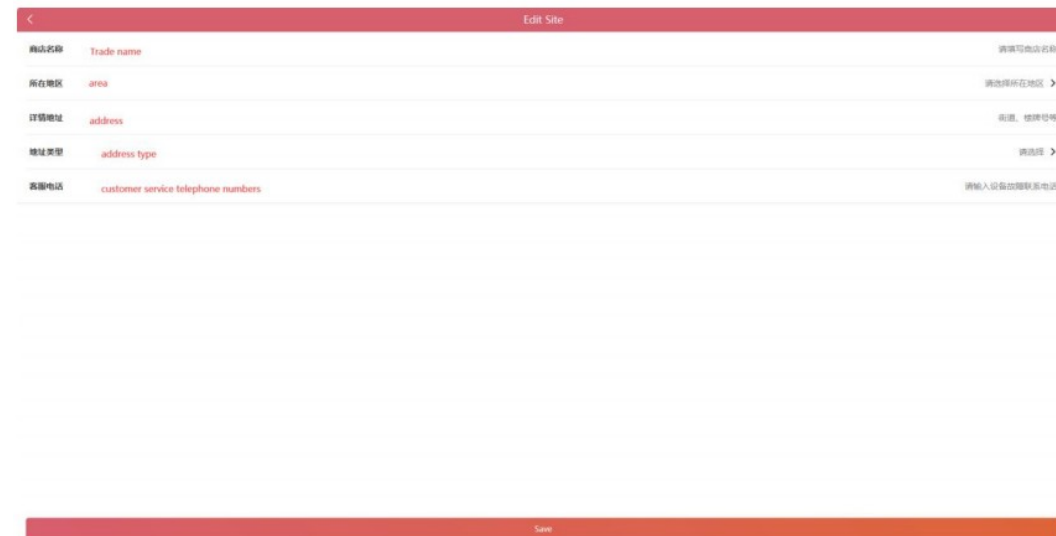 Edit Site
商店名称 Trade name 请填写商店名称
所在地区 area 请选择所在地区
详情地址 address 街道、楼牌号等
地址类型 address type 请选择
客服电话 customer service telephone numbers 请输入设备故障联系电话
Save